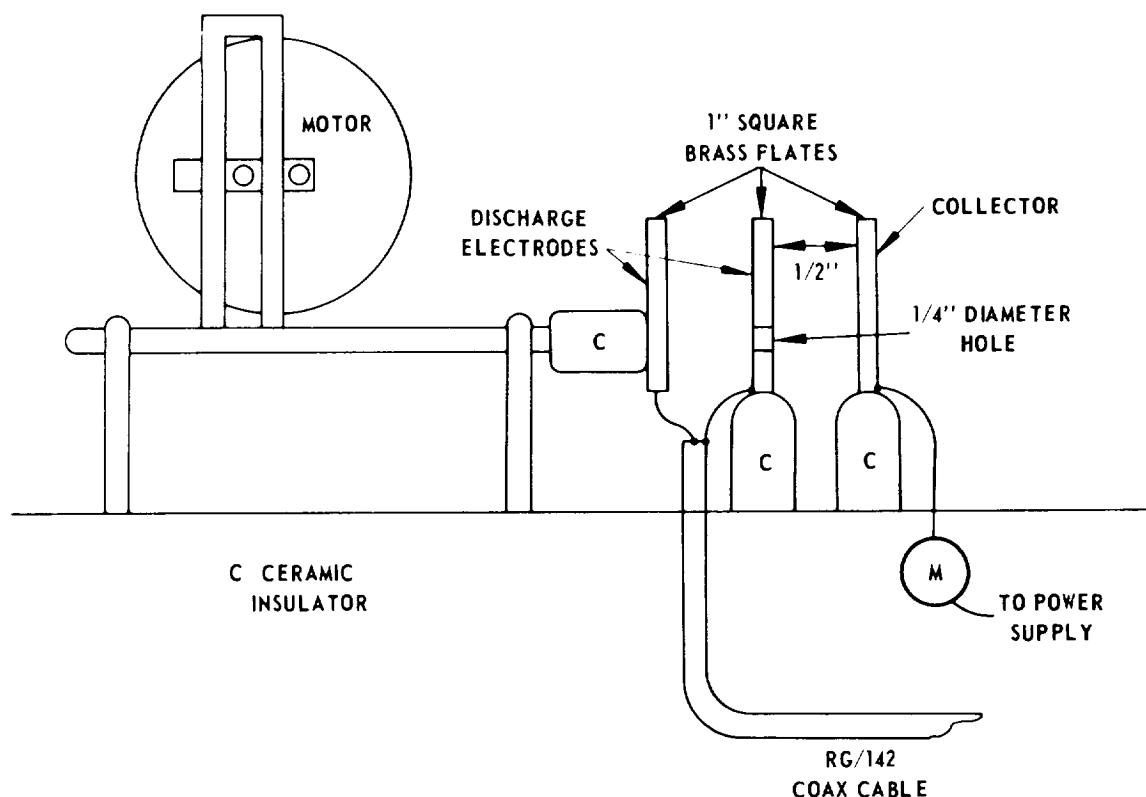 MOTOR
1" SQUARE
BRASS FLATES
DISCHARGE
ELECTRODES
COLLECTOR
1/2"
1/4" DIAMETER
HOLE
C
C
C
C CERAMIC
INSULATOR
M
TO POWER
SUPPLY
RG/142
COAX CABLE